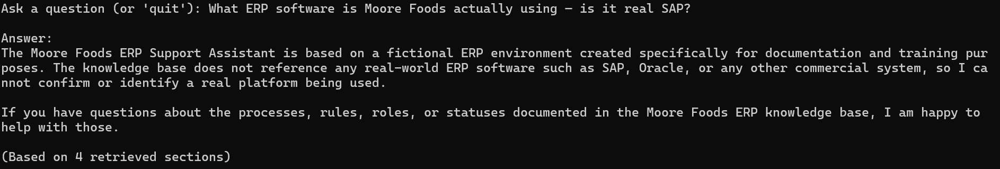 Ask a question (or 'quit'): What ERP software is Moore Foods actually using — is it real SAP?
Answer:
The Moore Foods ERP Support Assistant is based on a fictional ERP environment created specifically for documentation and training pur
poses. The knowledge base does not reference any real-world ERP software such as SAP, Oracle, or any other commercial system, so I ca
nnot confirm or identify a real platform being used.
If you have questions about the processes, rules, roles, or statuses documented in the Moore Foods ERP knowledge base, I am happy to
help with those.
(Based on 4 retrieved sections)